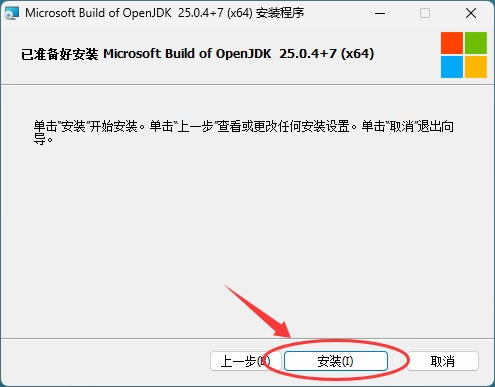 Microsoft Build of OpenJDK 25.0.4+7 (x64) 安装程序
已准备好安装 Microsoft Build of OpenJDK 25.0.4+7 (x64)
单击“安装”开始安装。单击“上一步”查看或更改任何安装设置。单击“取消”退出向
导。
上一步(B) 安装(I) 取消